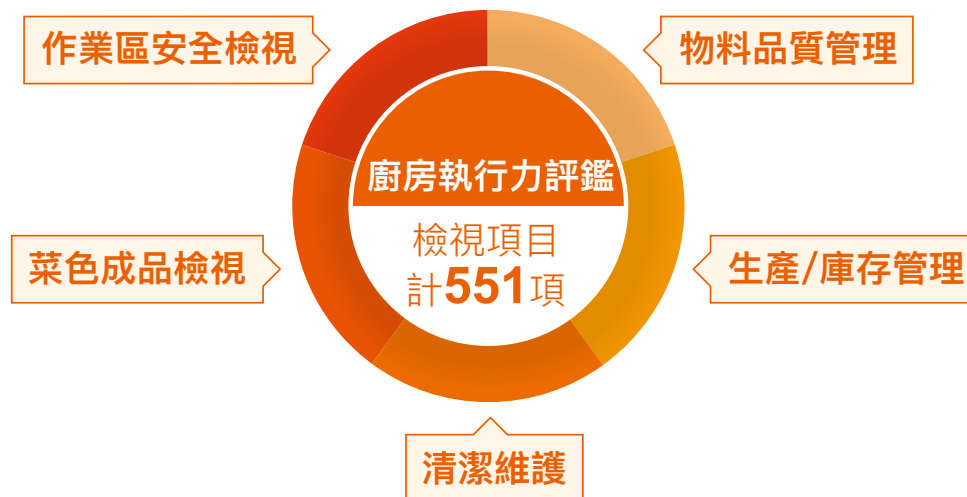 作業區安全檢視
物料品質管理
廚房執行力評鑑
檢視項目
計551項
菜色成品檢視
生產/庫存管理
清潔維護